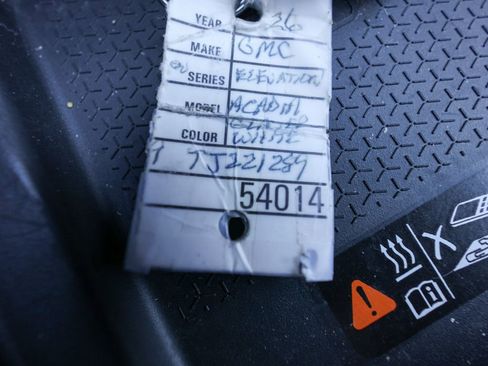 YEAR 26
MAKE GMC
SERIES ELEVATION
MODEL ACADIA
COLOR WHITE
TJ221289
54014